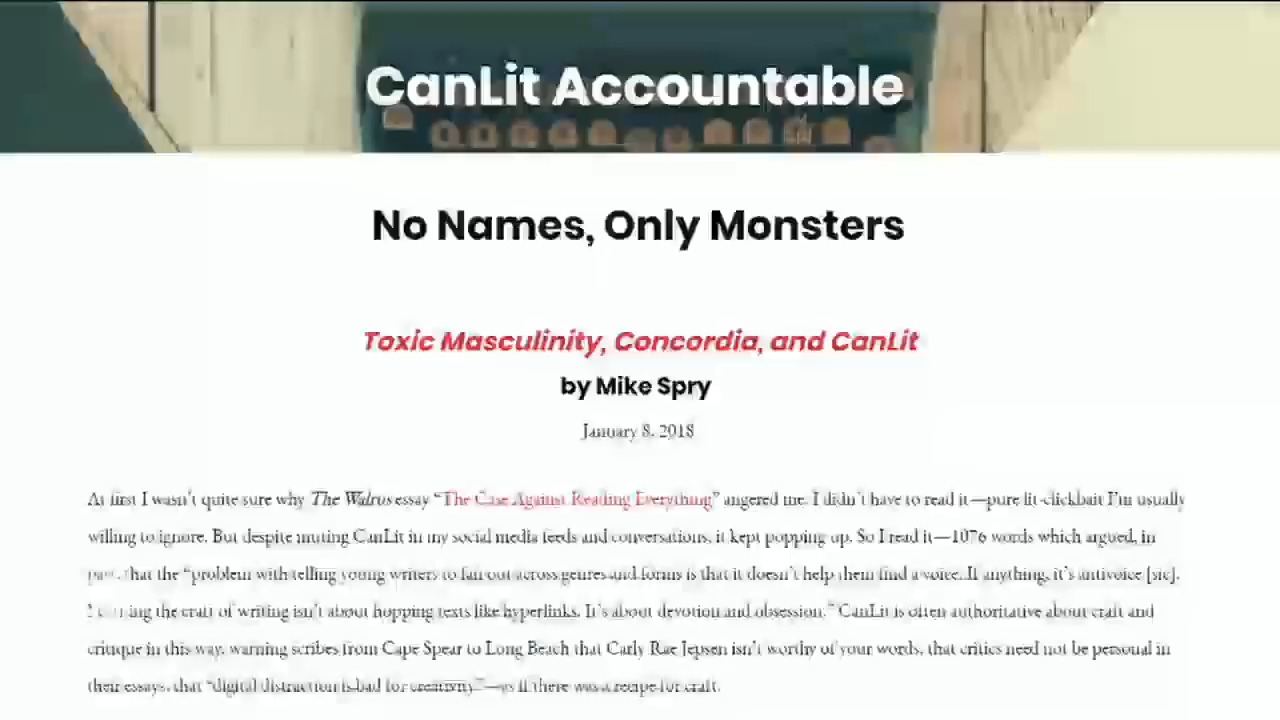 CanLit Accountable
No Names, Only Monsters
Toxic Masculinity, Concordia, and CanLit
by Mike Spry
January 8, 2018
At first I wasn't quite sure why The Walrus essay “The Case Against Reading Everything” angered me. I didn't have to read it—pure lit-clickbait I'm usually
willing to ignore. But despite muting CanLit in my social media feeds and conversations, it kept popping up. So I read it—1076 words which argued, in
part, that the “problem with telling young writers to fan out across genres and forms is that it doesn't help them find a voice. If anything, it's antivoice [sic].
the craft of writing isn't about hopping texts like hyperlinks. It's about devotion and obsession.” CanLit is often authoritative about craft and
critique in this way, warning scribes from Cape Spear to Long Beach that Carly Rae Jepsen isn't worthy of your words, that critics need not be personal in
their essays, that “digital distraction is bad for creativity”—as if there was a recipe for craft.